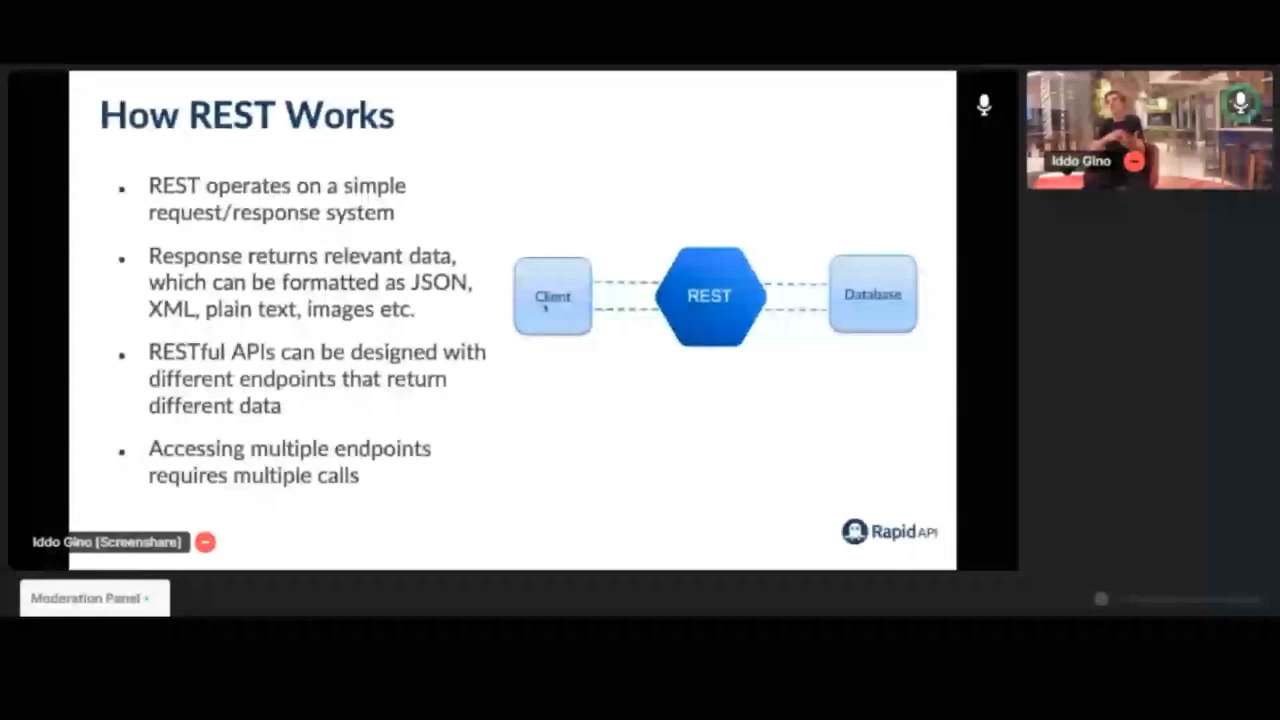 How REST Works
REST operates on a simple
request/response system
Response returns relevant data,
which can be formatted as JSON,
XML, plain text, images etc.
RESTful APIs can be designed with
different endpoints that return
different data
Accessing multiple endpoints
requires multiple calls
Client
REST
Database
Rapid API
Iddo Gino [Screenshare]
Iddo Gino
Moderation Panel